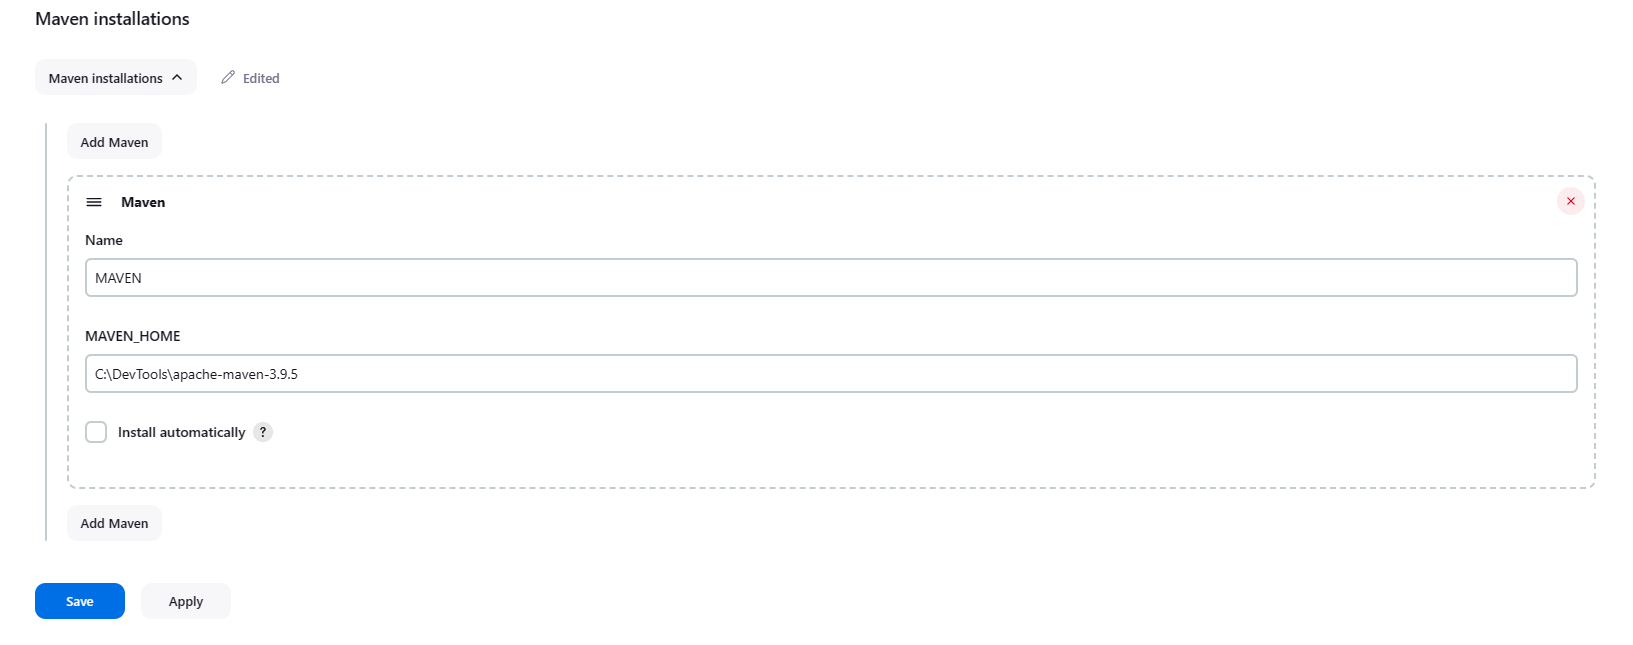 Maven installations
Maven installations
Edited
Add Maven
Maven
Name
MAVEN
MAVEN_HOME
C:\DevTools\apache-maven-3.9.5
Install automatically ?
Add Maven
Save
Apply